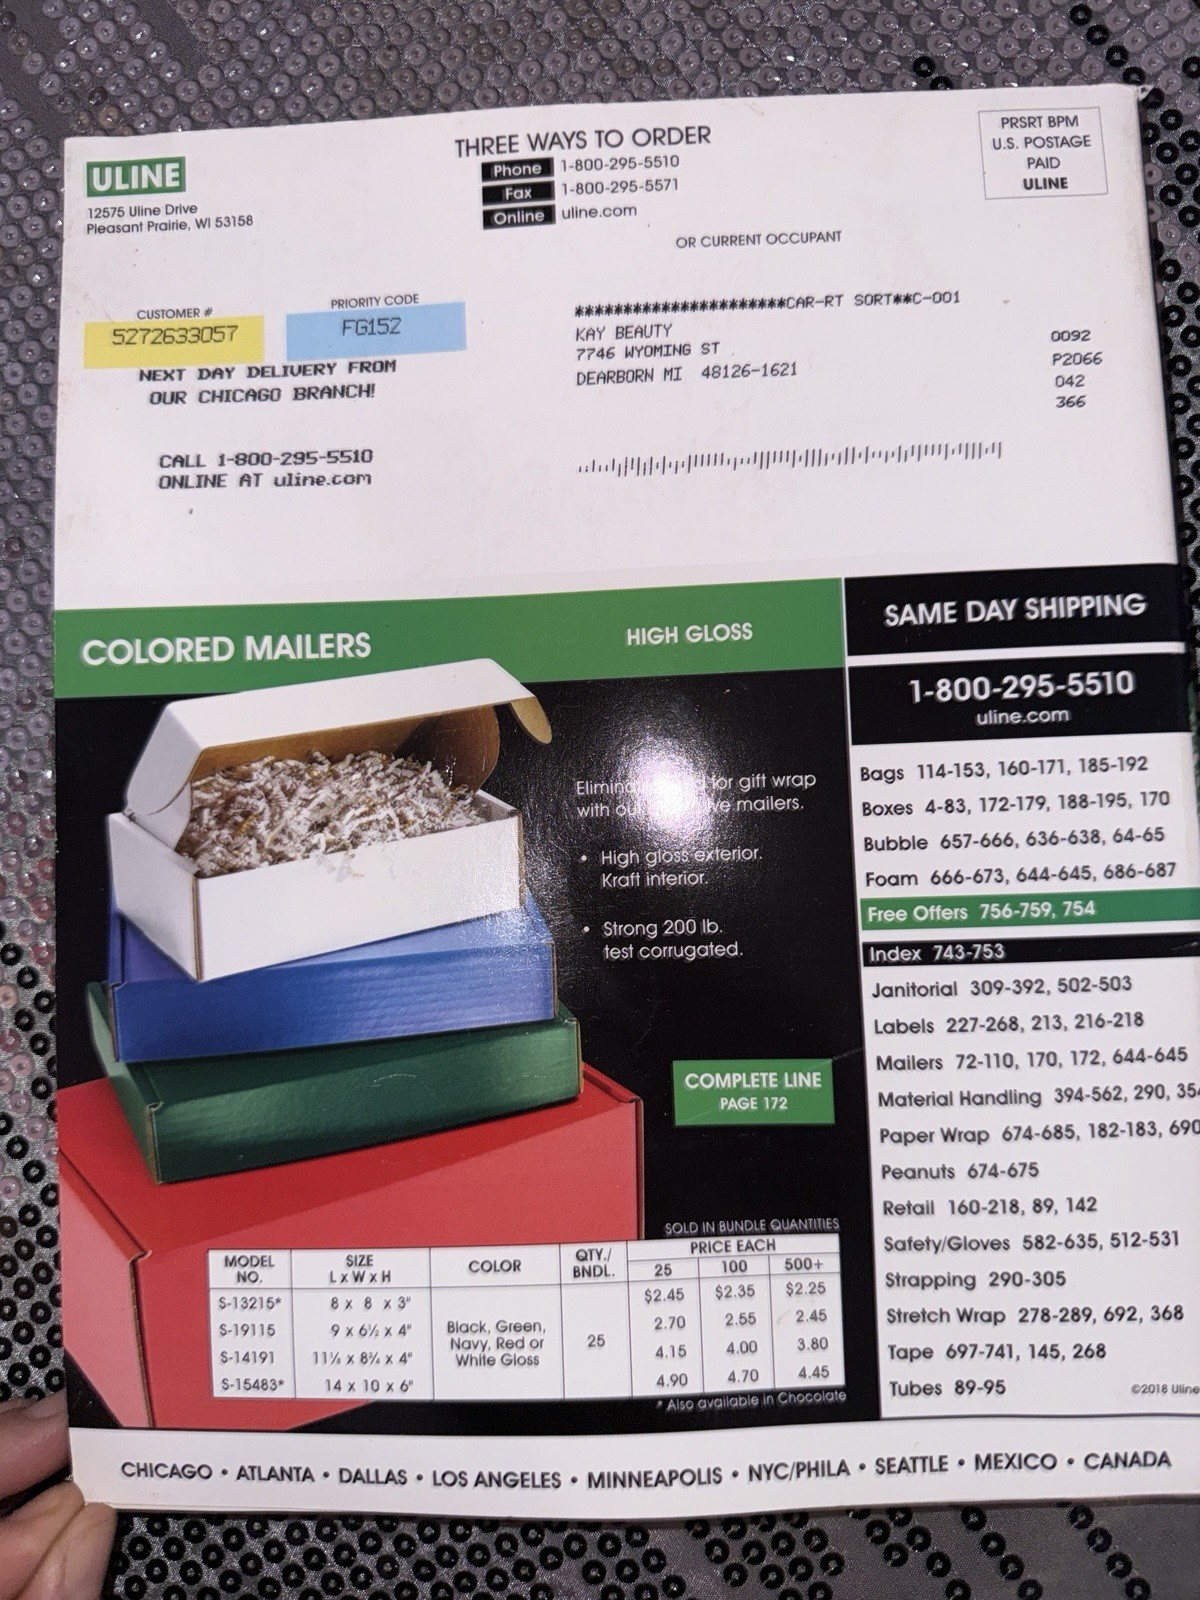 ULINE
12575 Uline Drive
Pleasant Prairie, WI 53158
THREE WAYS TO ORDER
Phone 1-800-295-5510
Fax 1-800-295-5571
Online uline.com
PRSRT BPM
U.S. POSTAGE
PAID
ULINE
OR CURRENT OCCUPANT
CUSTOMER #
5272633057
PRIORITY CODE
FG152
NEXT DAY DELIVERY FROM
OUR CHICAGO BRANCH!
CALL 1-800-295-5510
ONLINE AT uline.com
*********************CAR-RT SORT**C-001
KAY BEAUTY
7746 WYOMING ST
DEARBORN MI 48126-1621
0092
P2066
042
366
COLORED MAILERS
HIGH GLOSS
for gift wrap
with mailers.
• High gloss exterior.
Kraft interior.
• Strong 200 lb.
test corrugated.
COMPLETE LINE
PAGE 172
SOLD IN BUNDLE QUANTITIES
MODEL NO. SIZE L x W x H COLOR QTY./ BNDL. PRICE EACH
25 100 500+
S-13215* 8 x 8 x 3" $2.45 $2.35 $2.25
S-19115 9 x 6½ x 4" 2.70 2.55 2.45
S-14191 4.15 4.00 3.80
S-15483* 14 x 10 x 6" 4.90 4.70 4.45
Black, Green,
Navy, Red or
White Gloss
25
* Also available in Chocolate
SAME DAY SHIPPING
1-800-295-5510
uline.com
Bags 114-153, 160-171, 185-192
Boxes 4-83, 172-179, 188-195, 170
Bubble 657-666, 636-638, 64-65
Foam 666-673, 644-645, 686-687
Free Offers 756-759, 754
Index 743-753
Janitorial 309-392, 502-503
Labels 227-268, 213, 216-218
Mailers 72-110, 170, 172, 644-645
Material Handling 394-562, 290,
Paper Wrap 674-685, 182-183,
Peanuts 674-675
Retail 160-218, 89, 142
Safety/Gloves 582-635, 512-531
Strapping 290-305
Stretch Wrap 278-289, 692, 368
Tape 697-741, 145, 268
Tubes 89-95
©2018 Uline
CHICAGO • ATLANTA • DALLAS • LOS ANGELES • MINNEAPOLIS • NYC/PHILA • SEATTLE • MEXICO • CANADA